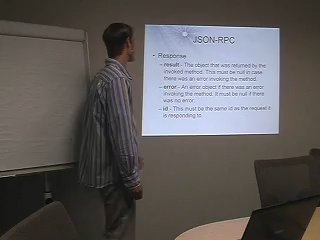 JSON-RPC
• Response
– result - The object that was returned by the
invoked method. This must be null in case
there was an error invoking the method.
– error - An error object if there was an error
invoking the method. It must be null if there
was no error.
– id - This must be the same id as the request it
is responding to.